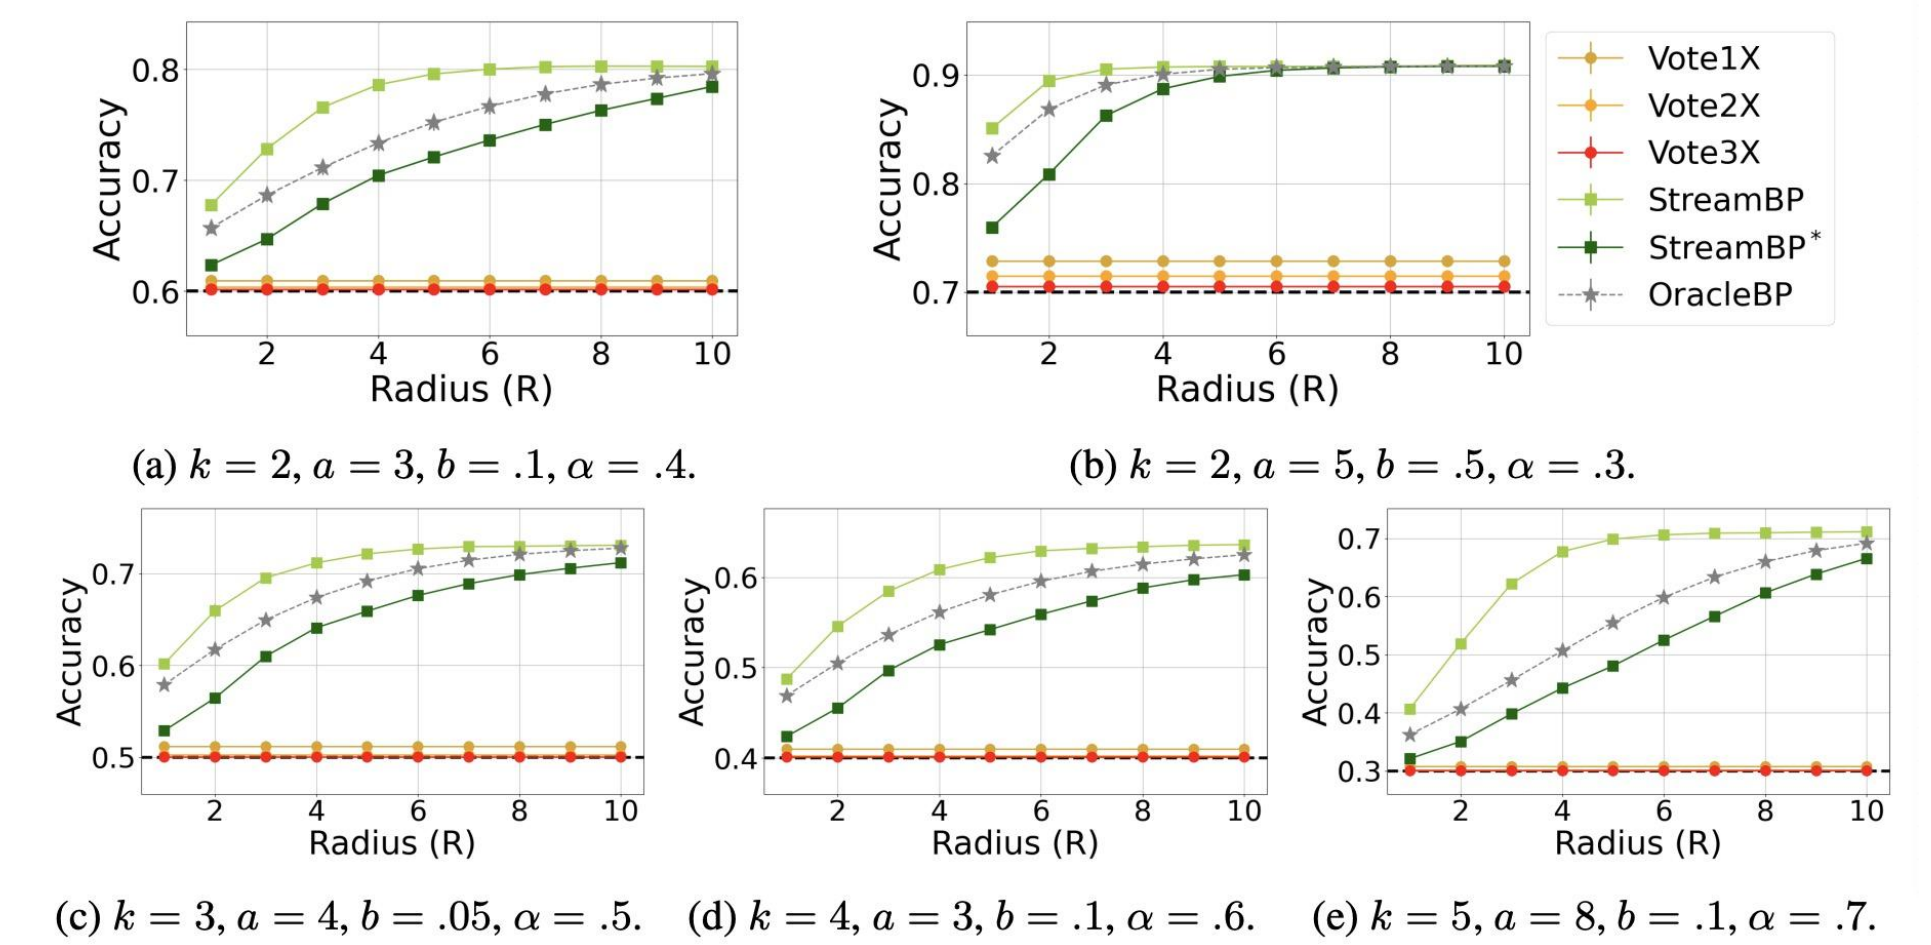 Accuracy
0.8
0.7
0.6
2 4 6 8 10
Radius (R)
Accuracy
0.9
0.8
0.7
2 4 6 8 10
Radius (R)
Vote1X
Vote2X
Vote3X
StreamBP
StreamBP*
OracleBP
(a) k = 2, a = 3, b = .1, α = .4.
(b) k = 2, a = 5, b = .5, α = .3.
Accuracy
0.7
0.6
0.5
2 4 6 8 10
Radius (R)
Accuracy
0.6
0.5
0.4
2 4 6 8 10
Radius (R)
Accuracy
0.7
0.6
0.5
0.4
0.3
2 4 6 8 10
Radius (R)
(c) k = 3, a = 4, b = .05, α = .5.
(d) k = 4, a = 3, b = .1, α = .6.
(e) k = 5, a = 8, b = .1, α = .7.